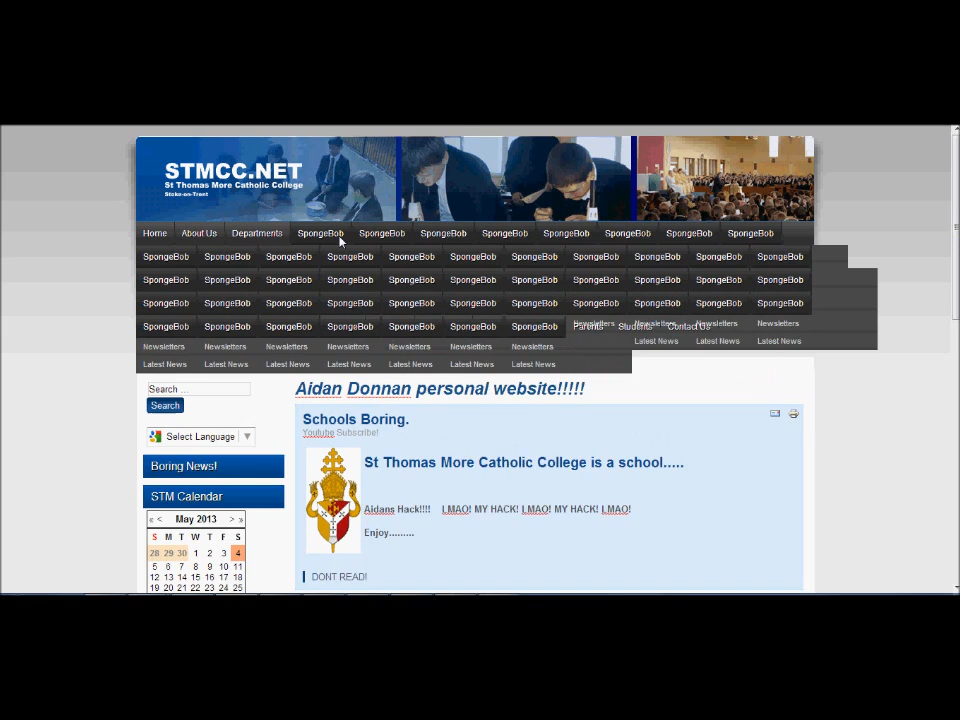 STMCC.NET
St Thomas More Catholic College
Stoke-on-Trent
Home About Us Departments SpongeBob SpongeBob SpongeBob SpongeBob SpongeBob SpongeBob SpongeBob SpongeBob
SpongeBob SpongeBob SpongeBob SpongeBob SpongeBob SpongeBob SpongeBob SpongeBob SpongeBob SpongeBob SpongeBob
SpongeBob SpongeBob SpongeBob SpongeBob SpongeBob SpongeBob SpongeBob SpongeBob SpongeBob SpongeBob SpongeBob
SpongeBob SpongeBob SpongeBob SpongeBob SpongeBob SpongeBob SpongeBob SpongeBob SpongeBob SpongeBob SpongeBob
SpongeBob SpongeBob SpongeBob SpongeBob SpongeBob SpongeBob SpongeBob Parents Students Contact Us
Newsletters Newsletters Newsletters Newsletters
Latest News Latest News Latest News
Newsletters Newsletters Newsletters Newsletters Newsletters Newsletters Newsletters
Latest News Latest News Latest News Latest News Latest News Latest News Latest News
Search ...
Search
Select Language
Boring News!
STM Calendar
« < May 2013 > »
S M T W T F S
28 29 30 1 2 3 4
5 6 7 8 9 10 11
12 13 14 15 16 17 18
19 20 21 22 23 24 25
Aidan Donnan personal website!!!!!
Schools Boring.
Youtube Subscribe!
St Thomas More Catholic College is a school.....
Aidans Hack!!!! LMAO! MY HACK! LMAO! MY HACK! LMAO!
Enjoy.........
DONT READ!